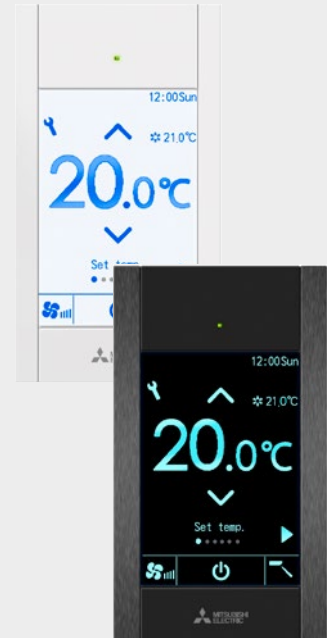 12:00Sun
21.0℃
20.0℃
Set temp.
12:00Sun
21.0℃
20.0℃
Set temp.
MITSUBISHI
ELECTRIC